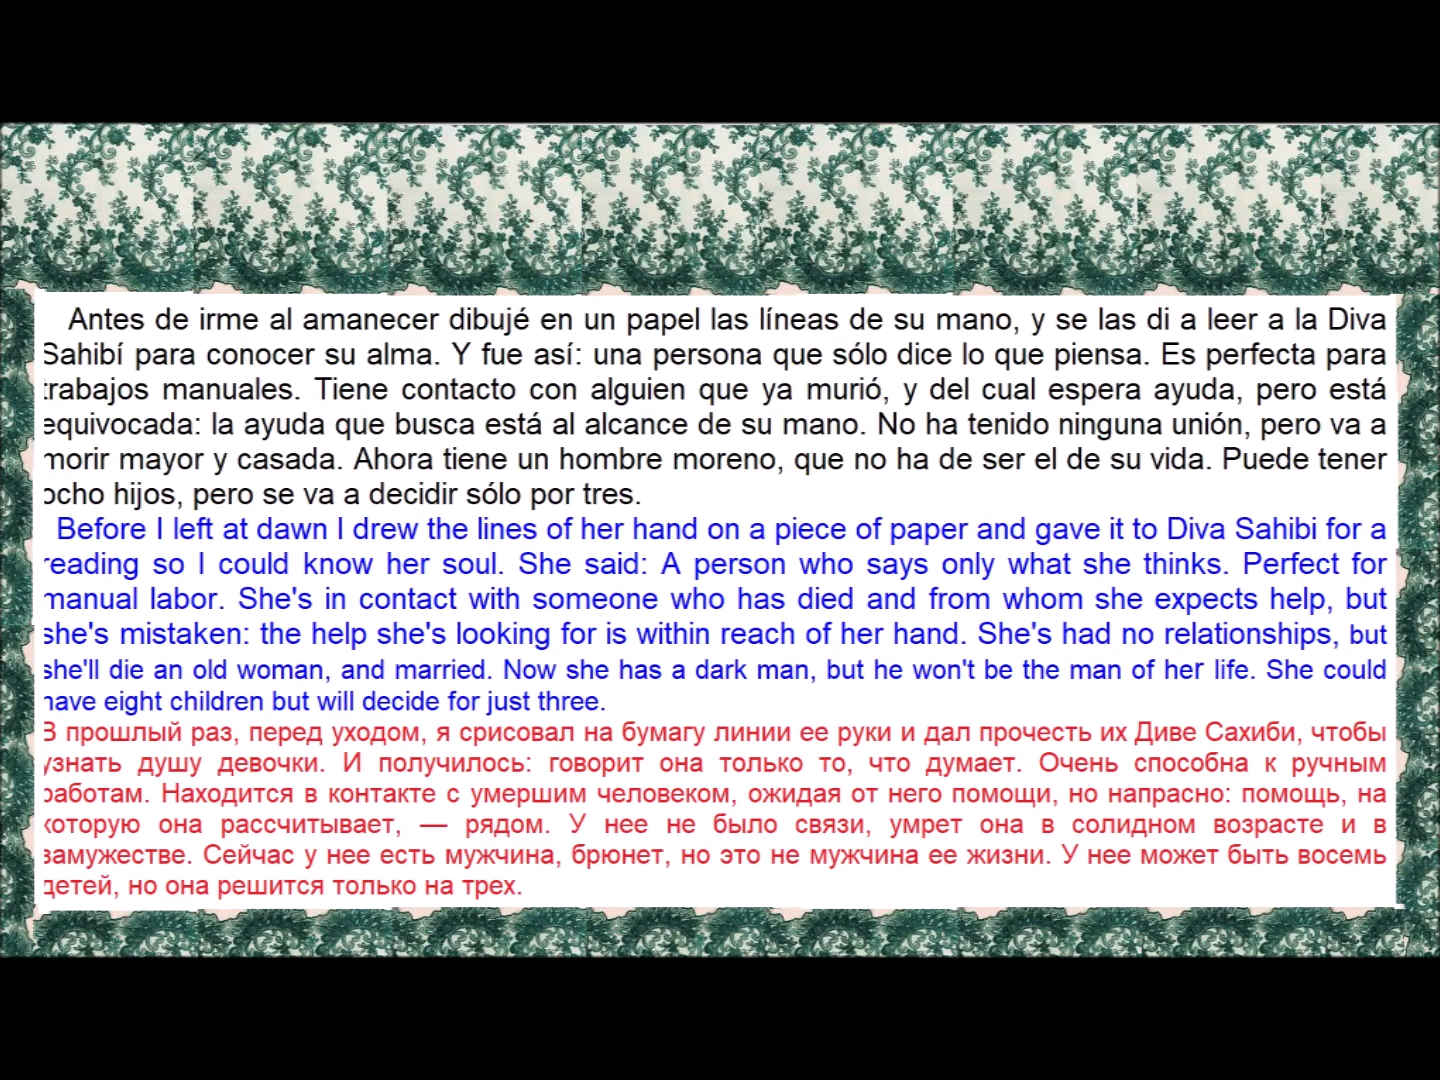 Antes de irme al amanecer dibujé en un papel las líneas de su mano, y se las di a leer a la Diva
Sahibí para conocer su alma. Y fue así: una persona que sólo dice lo que piensa. Es perfecta para
trabajos manuales. Tiene contacto con alguien que ya murió, y del cual espera ayuda, pero está
equivocada: la ayuda que busca está al alcance de su mano. No ha tenido ninguna unión, pero va a
morir mayor y casada. Ahora tiene un hombre moreno, que no ha de ser el de su vida. Puede tener
ocho hijos, pero se va a decidir sólo por tres.
Before I left at dawn I drew the lines of her hand on a piece of paper and gave it to Diva Sahibi for a
reading so I could know her soul. She said: A person who says only what she thinks. Perfect for
manual labor. She's in contact with someone who has died and from whom she expects help, but
she's mistaken: the help she's looking for is within reach of her hand. She's had no relationships, but
she'll die an old woman, and married. Now she has a dark man, but he won't be the man of her life. She could
have eight children but will decide for just three.
В прошлый раз, перед уходом, я срисовал на бумагу линии ее руки и дал прочесть их Диве Сахиби, чтобы
узнать душу девочки. И получилось: говорит она только то, что думает. Очень способна к ручным
работам. Находится в контакте с умершим человеком, ожидая от него помощи, но напрасно: помощь, на
которую она рассчитывает, — рядом. У нее не было связи, умрет она в солидном возрасте и в
замужестве. Сейчас у нее есть мужчина, брюнет, но это не мужчина ее жизни. У нее может быть восемь
детей, но она решится только на трех.